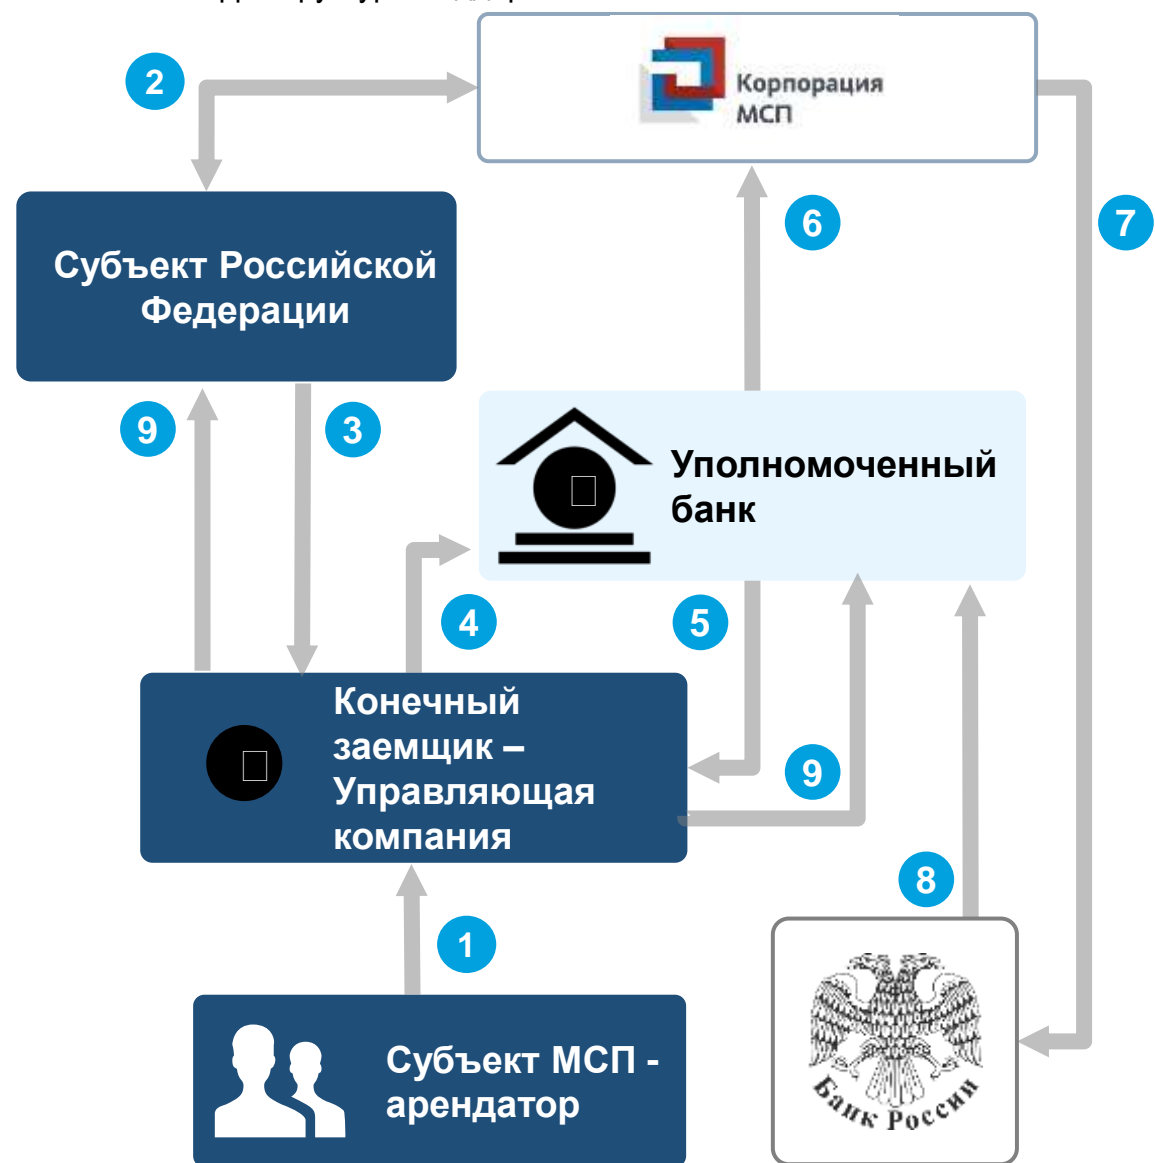 2
Корпорация
МСП
6
7
Субъект Российской
Федерации
9
3
Уполномоченный
банк
4
5
Конечный
заемщик –
Управляющая
компания
9
8
1
Субъект МСП -
арендатор
Банк России